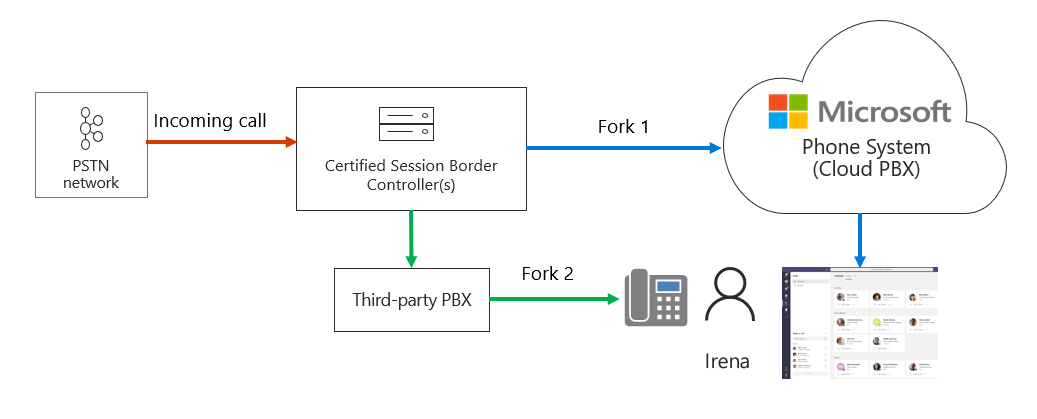 Incoming call
PSTN
network
Certified Session Border
Controller(s)
Fork 1
Microsoft
Phone System
(Cloud PBX)
Fork 2
Third-party PBX
Irena